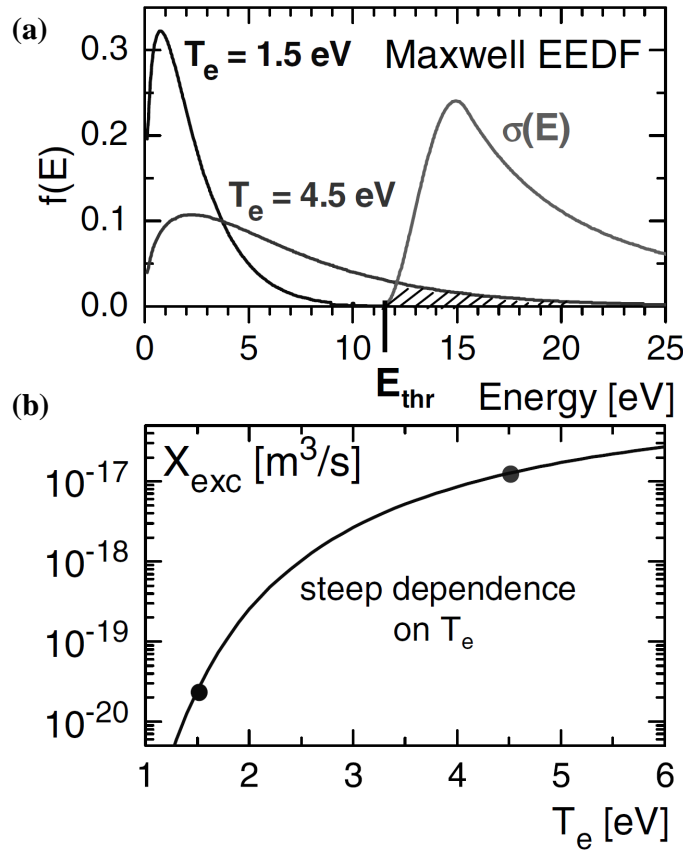 (a)
0.3
0.2
0.1
0.0
f(E)
T_e = 1.5 eV
Maxwell EEDF
σ(E)
T_e = 4.5 eV
0 5 10 15 20 25
E_thr Energy [eV]
(b)
X_exc [m³/s]
10⁻¹⁷
10⁻¹⁸
10⁻¹⁹
10⁻²⁰
steep dependence
on T_e
1 2 3 4 5 6
T_e [eV]